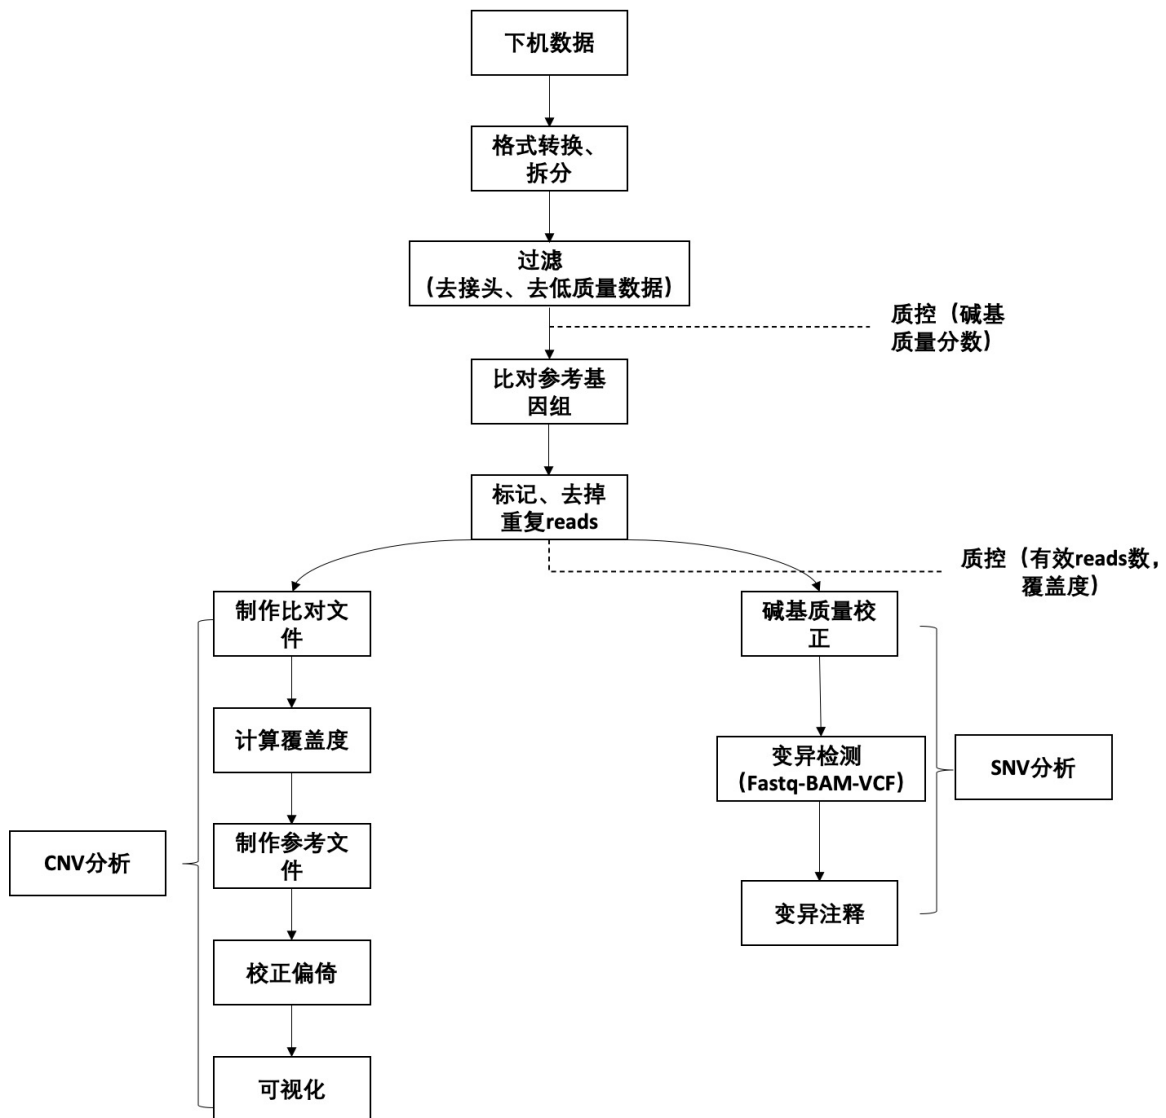 下机数据
格式转换、
拆分
过滤
（去接头、去低质量数据）
质控（碱基
质量分数）
比对参考基
因组
标记、去掉
重复reads
质控（有效reads数，
覆盖度）
制作比对文
件
计算覆盖度
制作参考文
件
校正偏倚
可视化
CNV分析
碱基质量校
正
变异检测
（Fastq-BAM-VCF）
变异注释
SNV分析